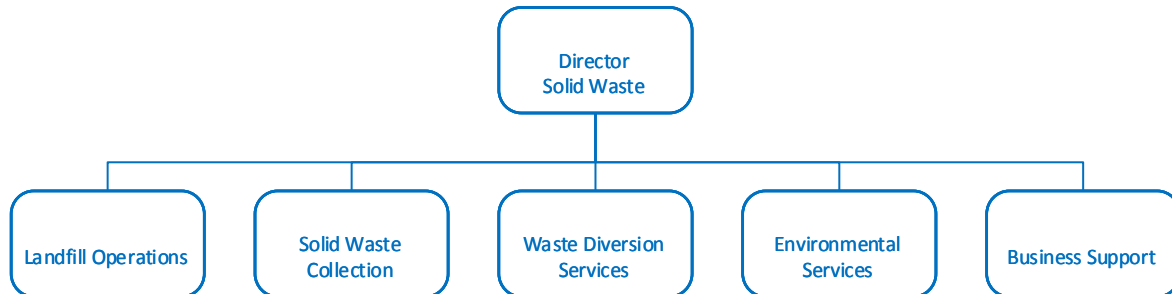 Director
Solid Waste
Landfill Operations
Solid Waste
Collection
Waste Diversion
Services
Environmental
Services
Business Support